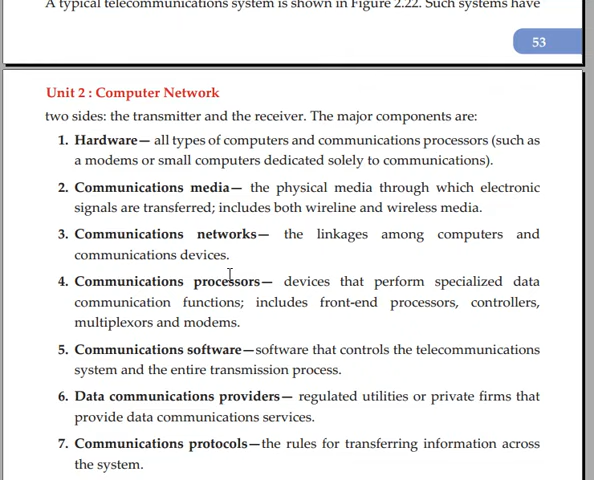 A typical telecommunications system is shown in Figure 2.22. Such systems have
53
Unit 2 : Computer Network
two sides: the transmitter and the receiver. The major components are:
1. Hardware— all types of computers and communications processors (such as
a modems or small computers dedicated solely to communications).
2. Communications media— the physical media through which electronic
signals are transferred; includes both wireline and wireless media.
3. Communications networks— the linkages among computers and
communications devices.
4. Communications processors— devices that perform specialized data
communication functions; includes front-end processors, controllers,
multiplexors and modems.
5. Communications software—software that controls the telecommunications
system and the entire transmission process.
6. Data communications providers— regulated utilities or private firms that
provide data communications services.
7. Communications protocols—the rules for transferring information across
the system.